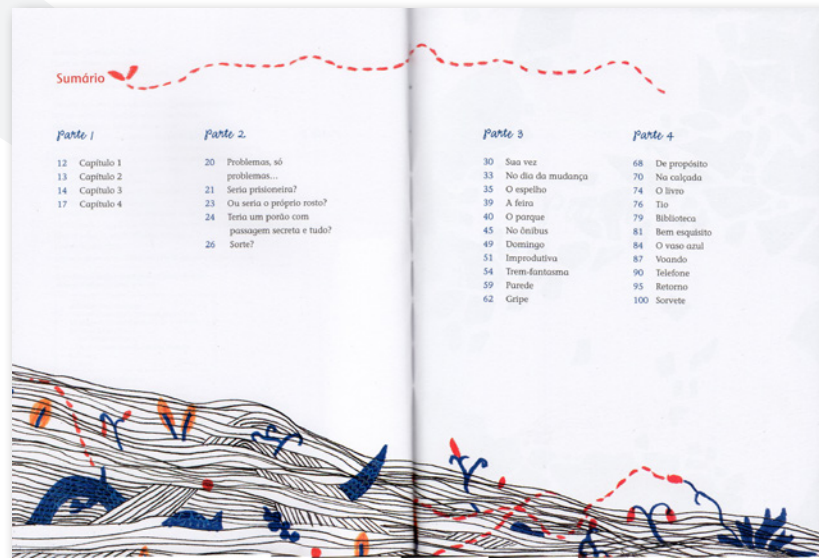 Sumário
Parte 1
12 Capítulo 1
13 Capítulo 2
14 Capítulo 3
17 Capítulo 4
Parte 2
20 Problemas, só
problemas...
21 Seria prisioneira?
23 Ou seria o próprio rosto?
24 Teria um porão com
passagem secreta e tudo?
26 Sorte?
Parte 3
30 Sua vez
33 No dia da mudança
35 O espelho
39 A feira
40 O parque
45 No ônibus
49 Domingo
51 Improdutiva
54 Trem-fantasma
59 Parede
62 Gripe
Parte 4
68 De propósito
70 Na calçada
74 O livro
76 Tio
79 Biblioteca
81 Bem esquisito
84 O vaso azul
87 Voando
90 Telefone
95 Retorno
100 Sorvete